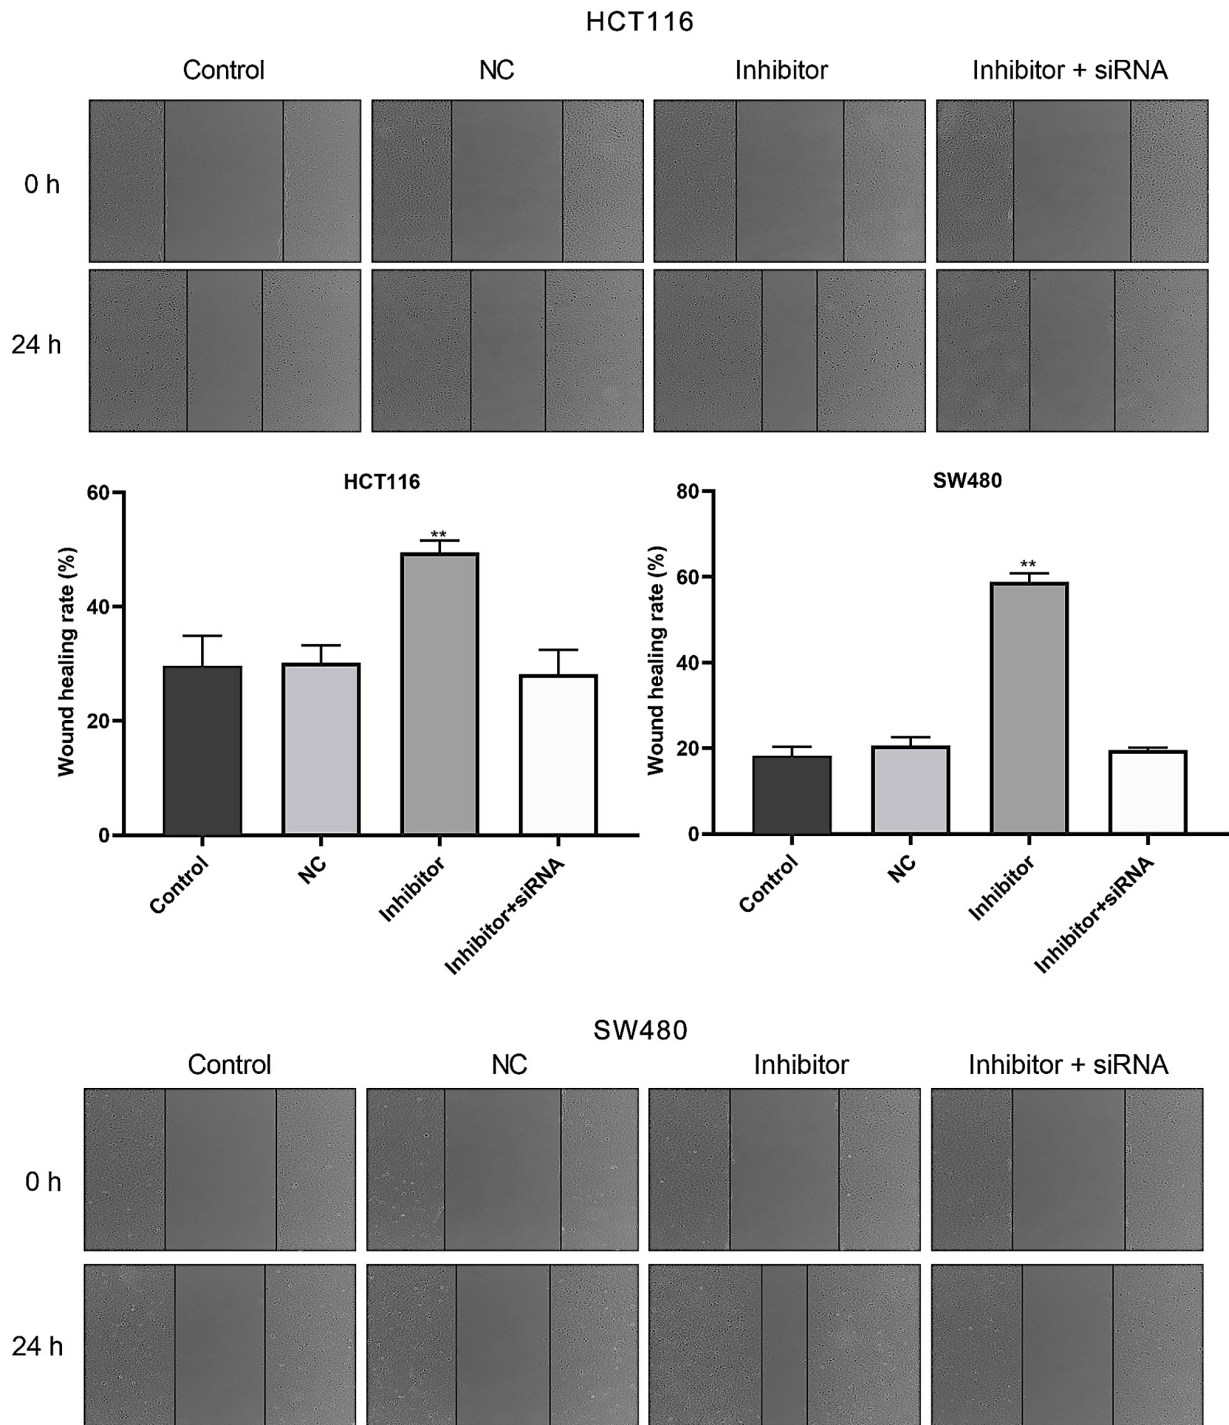 HCT116
Control NC Inhibitor Inhibitor + siRNA
0 h
24 h
HCT116
Wound healing rate (%)
60
40
20
0
**
Control NC Inhibitor Inhibitor+siRNA
SW480
Wound healing rate (%)
80
60
40
20
0
**
Control NC Inhibitor Inhibitor+siRNA
SW480
Control NC Inhibitor Inhibitor + siRNA
0 h
24 h